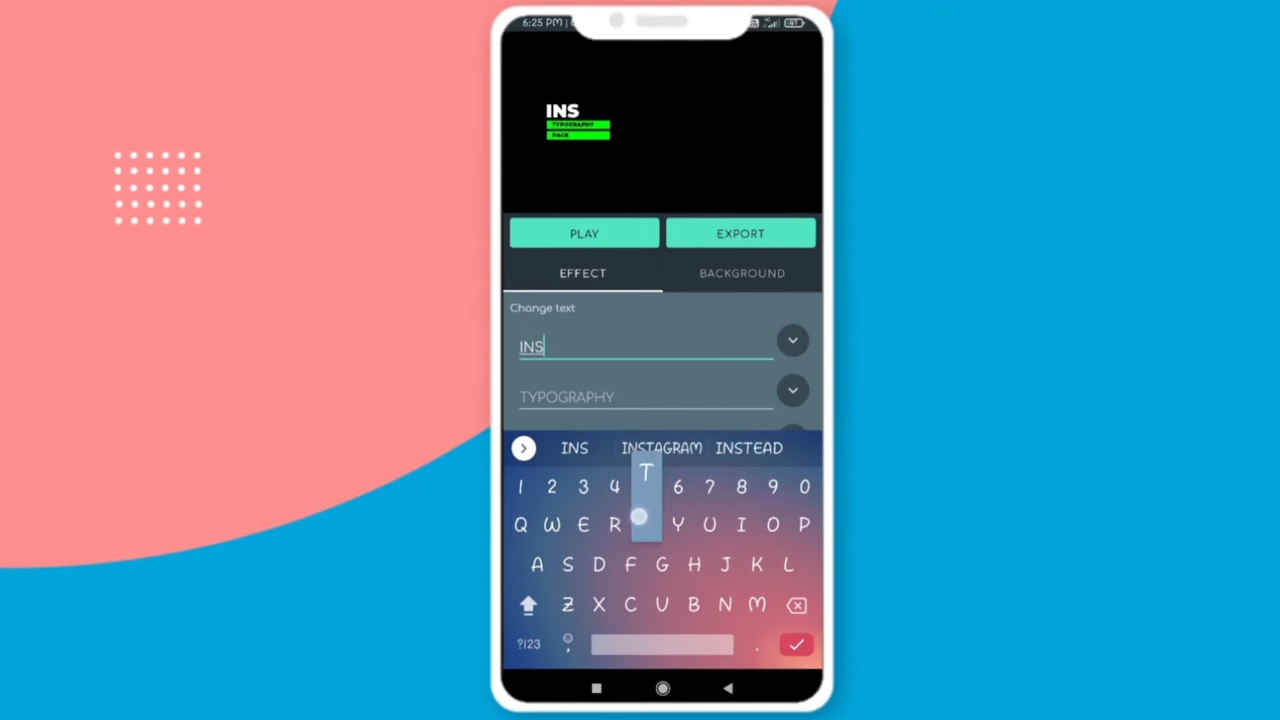 6:25 PM |
INS
TYPOGRAPHY
PACK
PLAY EXPORT
EFFECT BACKGROUND
Change text
INS
TYPOGRAPHY
INS INSTAGRAM INSTEAD
T
1 2 3 4 6 7 8 9 0
Q W E R Y U I O P
A S D F G H J K L
Z X C V B N M
?123 , .